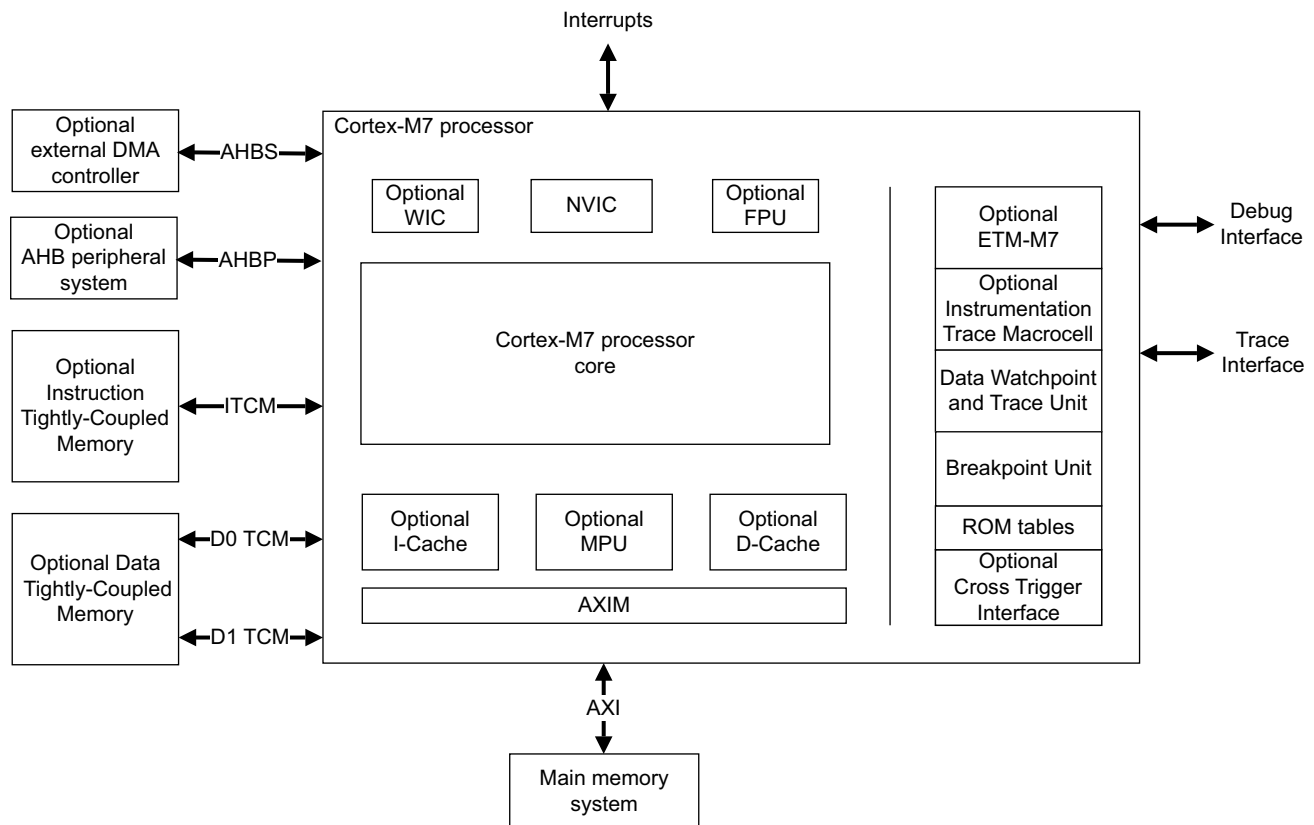 Interrupts
Optional
external DMA
controller
AHBS
Cortex-M7 processor
Optional
WIC
NVIC
Optional
FPU
Optional
ETM-M7
Debug
Interface
Optional
AHB peripheral
system
AHBP
Optional
Instrumentation
Trace Macrocell
Trace
Interface
Cortex-M7 processor
core
Optional
Instruction
Tightly-Coupled
Memory
ITCM
Data Watchpoint
and Trace Unit
Breakpoint Unit
Optional Data
Tightly-Coupled
Memory
D0 TCM
D1 TCM
Optional
I-Cache
Optional
MPU
Optional
D-Cache
ROM tables
Optional
Cross Trigger
Interface
AXIM
AXI
Main memory
system